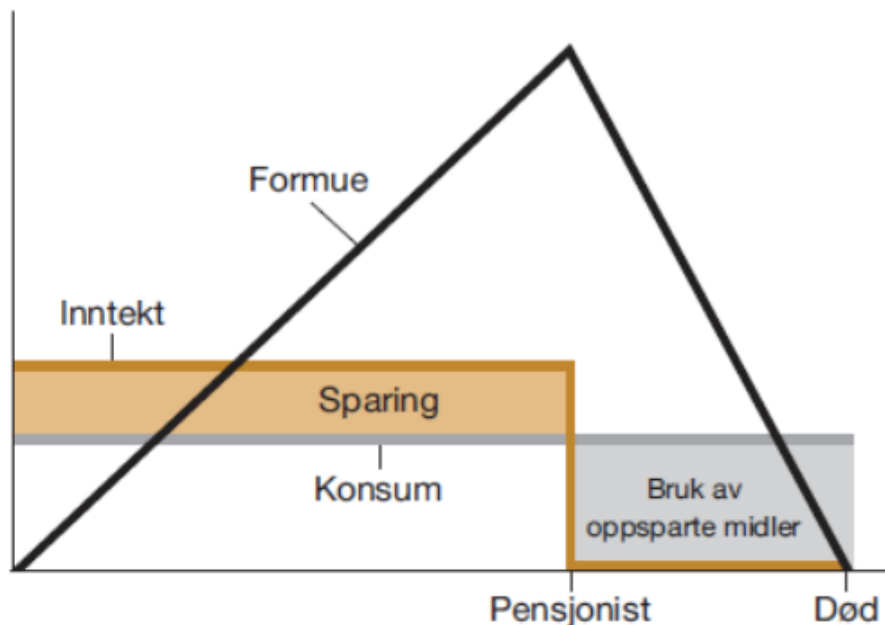 Formue
Inntekt
Sparing
Konsum
Bruk av
oppsparte midler
Pensjonist
Død